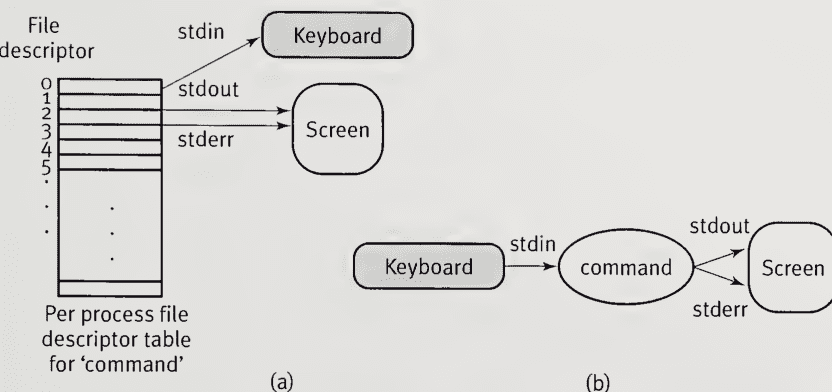 File
descriptor
stdin
Keyboard
0
1
2
3
4
5
stdout
stderr
Screen
Per process file
descriptor table
for ‘command’
(a)
Keyboard
stdin
command
stdout
stderr
Screen
(b)